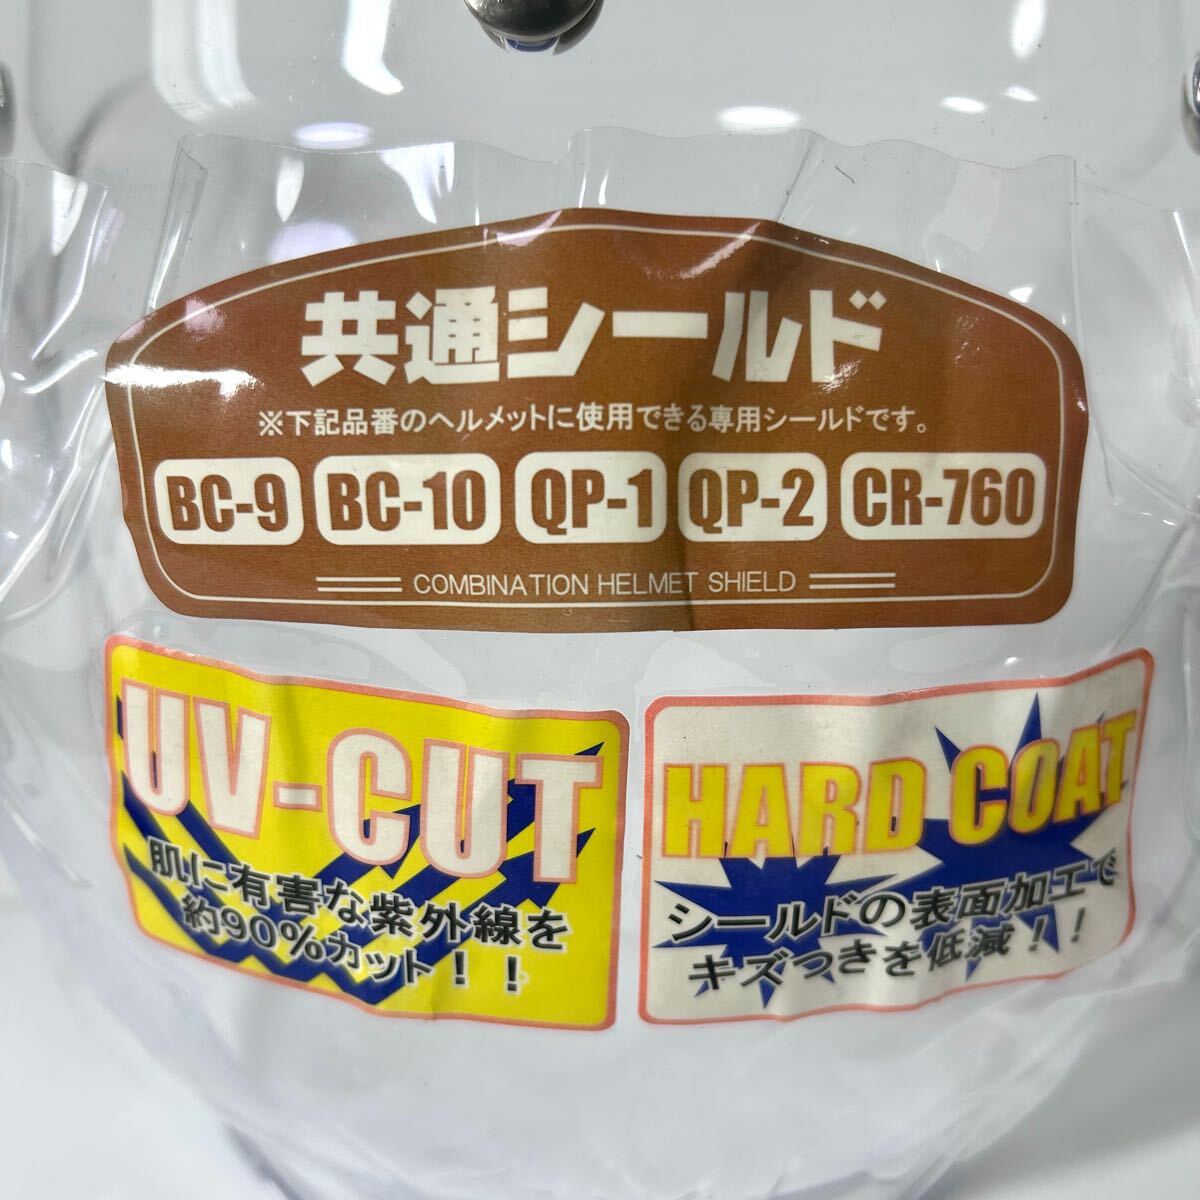 共通シールド
※下記品番のヘルメットに使用できる専用シールドです。
BC-9 BC-10 QP-1 QP-2 CR-760
COMBINATION HELMET SHIELD
UV-CUT
肌に有害な紫外線を
約90%カット！！
HARD COAT
シールドの表面加工で
キズつきを低減！！